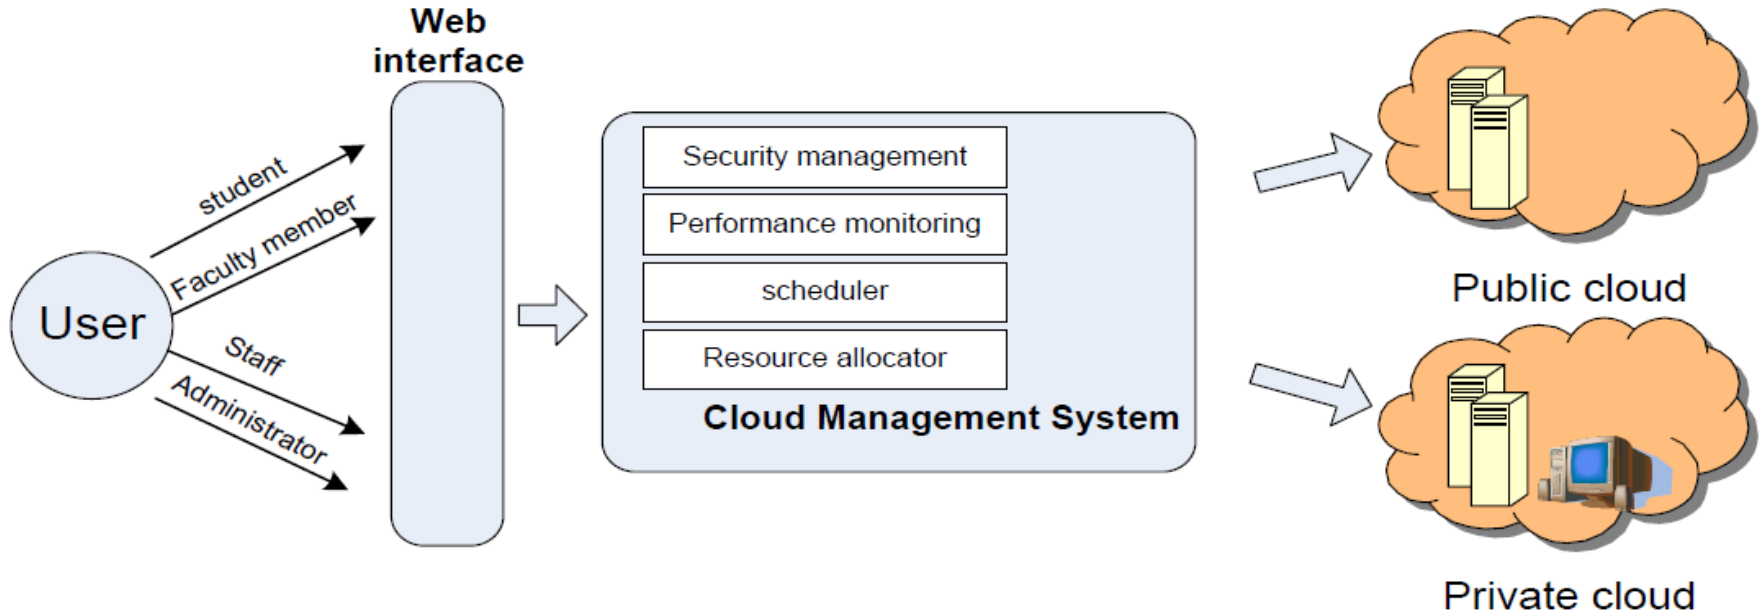 Web
interface
student
Faculty member
User
Staff
Administrator
Security management
Performance monitoring
scheduler
Resource allocator
Cloud Management System
Public cloud
Private cloud